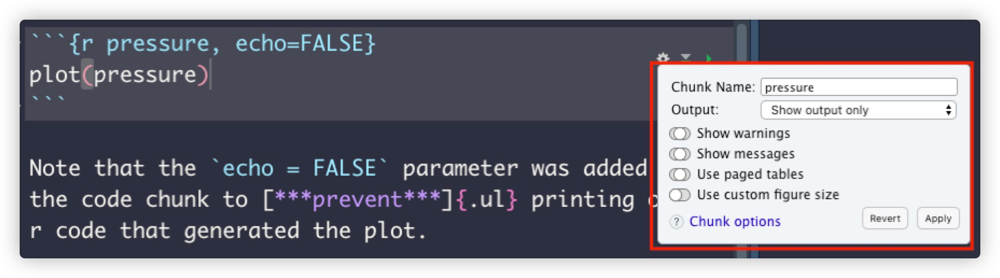 ```{r pressure, echo=FALSE}
plot(pressure)
```
Note that the `echo = FALSE` parameter was added
the code chunk to [***prevent***]{.ul} printing
r code that generated the plot.
Chunk Name: pressure
Output: Show output only
Show warnings
Show messages
Use paged tables
Use custom figure size
? Chunk options Revert Apply